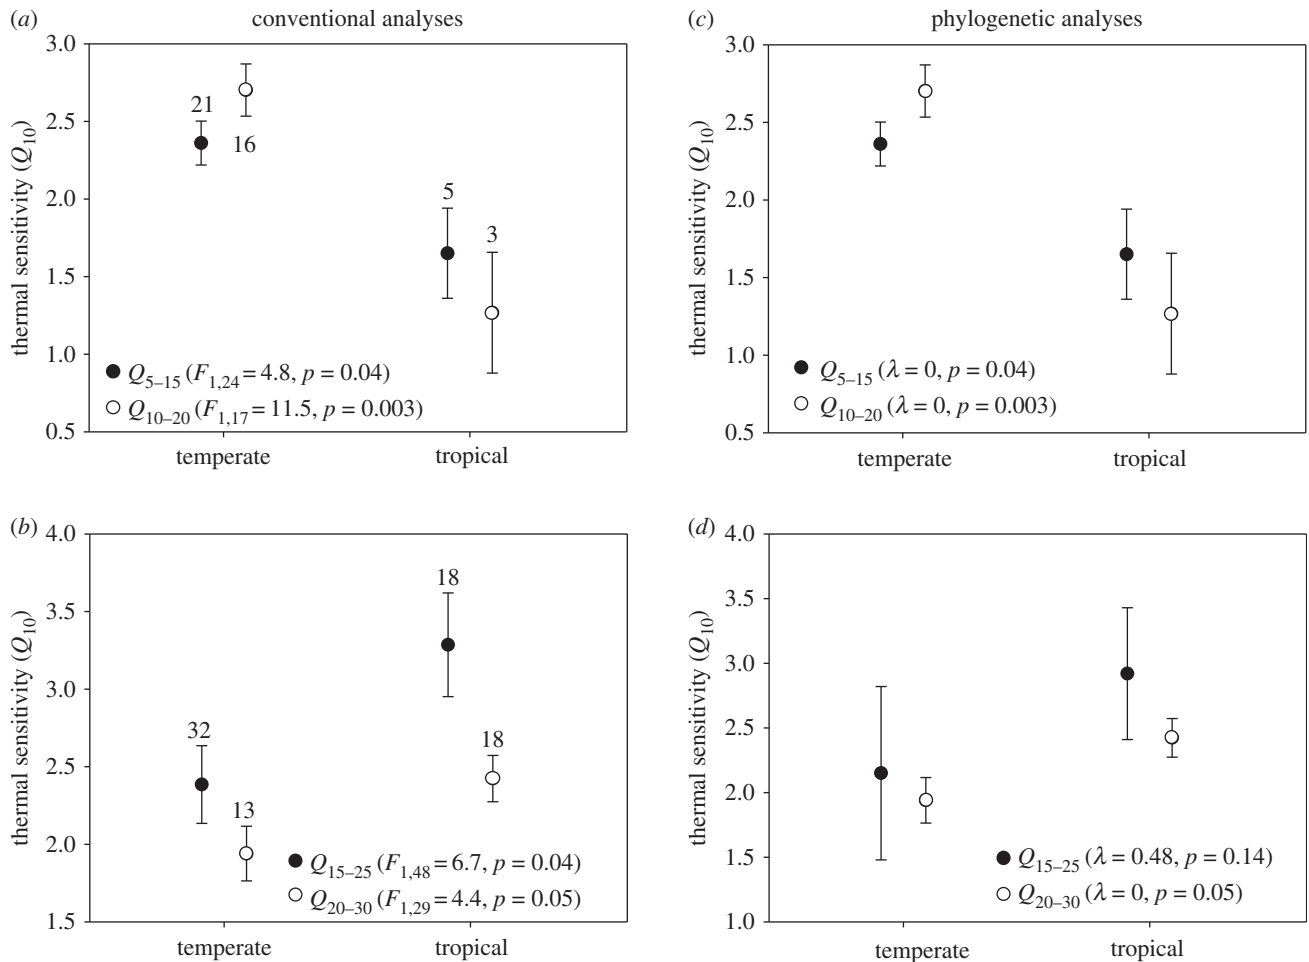 (a) conventional analyses
3.0
2.5
2.0
1.5
1.0
0.5
thermal sensitivity (Q10)
21
16
5
3
Q5–15 (F1,24 = 4.8, p = 0.04)
Q10–20 (F1,17 = 11.5, p = 0.003)
temperate tropical
(c) phylogenetic analyses
3.0
2.5
2.0
1.5
1.0
0.5
thermal sensitivity (Q10)
Q5–15 (λ = 0, p = 0.04)
Q10–20 (λ = 0, p = 0.003)
temperate tropical
(b)
4.0
3.5
3.0
2.5
2.0
1.5
thermal sensitivity (Q10)
32
13
18
18
Q15–25 (F1,48 = 6.7, p = 0.04)
Q20–30 (F1,29 = 4.4, p = 0.05)
temperate tropical
(d)
4.0
3.5
3.0
2.5
2.0
1.5
1.0
thermal sensitivity (Q10)
Q15–25 (λ = 0.48, p = 0.14)
Q20–30 (λ = 0, p = 0.05)
temperate tropical